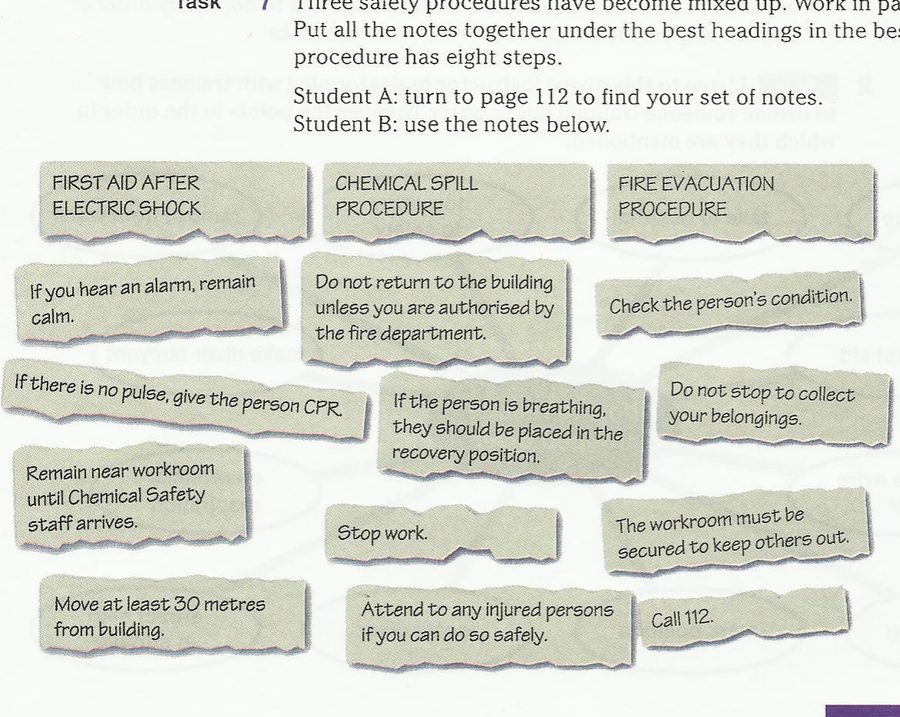 Task 7 Three safety procedures have become mixed up. Work in
Put all the notes together under the best headings in the
procedure has eight steps.
Student A: turn to page 112 to find your set of notes.
Student B: use the notes below.
FIRST AID AFTER
ELECTRIC SHOCK
CHEMICAL SPILL
PROCEDURE
FIRE EVACUATION
PROCEDURE
If you hear an alarm, remain
calm.
Do not return to the building
unless you are authorised by
the fire department.
Check the person's condition.
If there is no pulse, give the person CPR.
If the person is breathing,
they should be placed in the
recovery position.
Do not stop to collect
your belongings.
Remain near workroom
until Chemical Safety
staff arrives.
Stop work.
The workroom must be
secured to keep others out.
Move at least 30 metres
from building.
Attend to any injured persons
if you can do so safely.
Call 112.